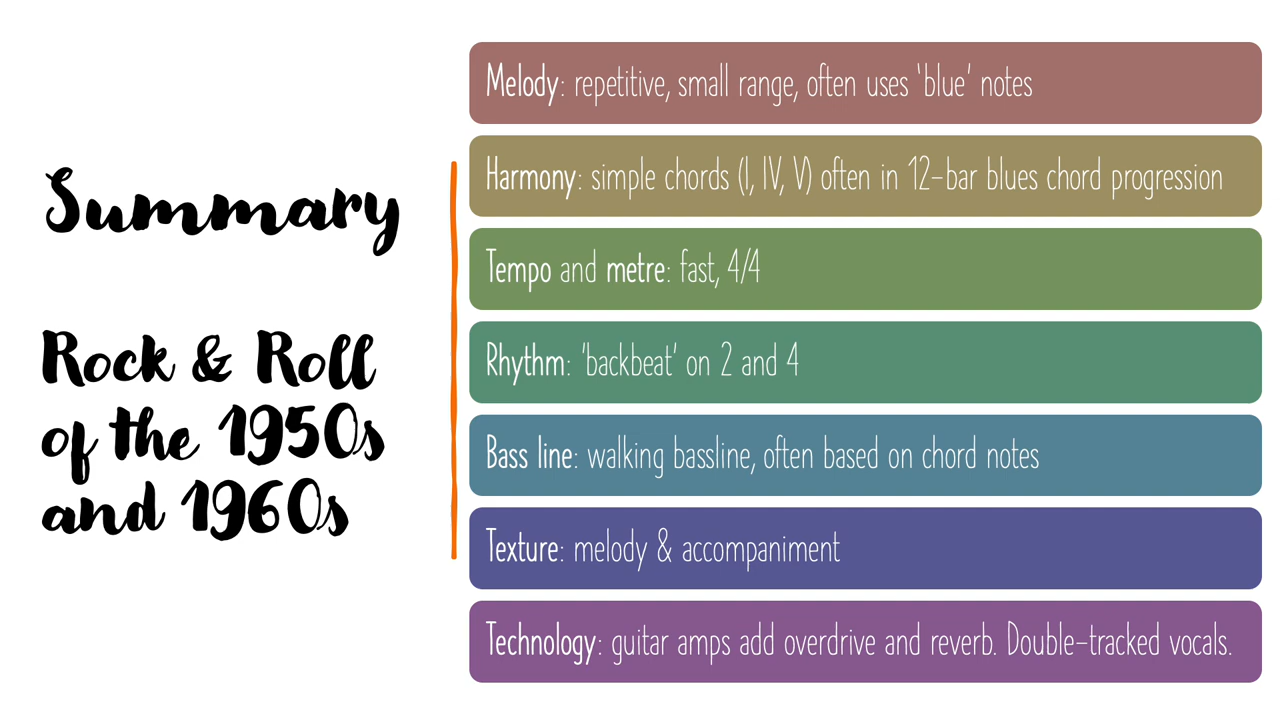 Summary
Rock & Roll
of the 1950s
and 1960s
Melody: repetitive, small range, often uses ‘blue’ notes
Harmony: simple chords (I, IV, V) often in 12-bar blues chord progression
Tempo and metre: fast, 4/4
Rhythm: ‘backbeat’ on 2 and 4
Bass line: walking bassline, often based on chord notes
Texture: melody & accompaniment
Technology: guitar amps add overdrive and reverb. Double-tracked vocals.